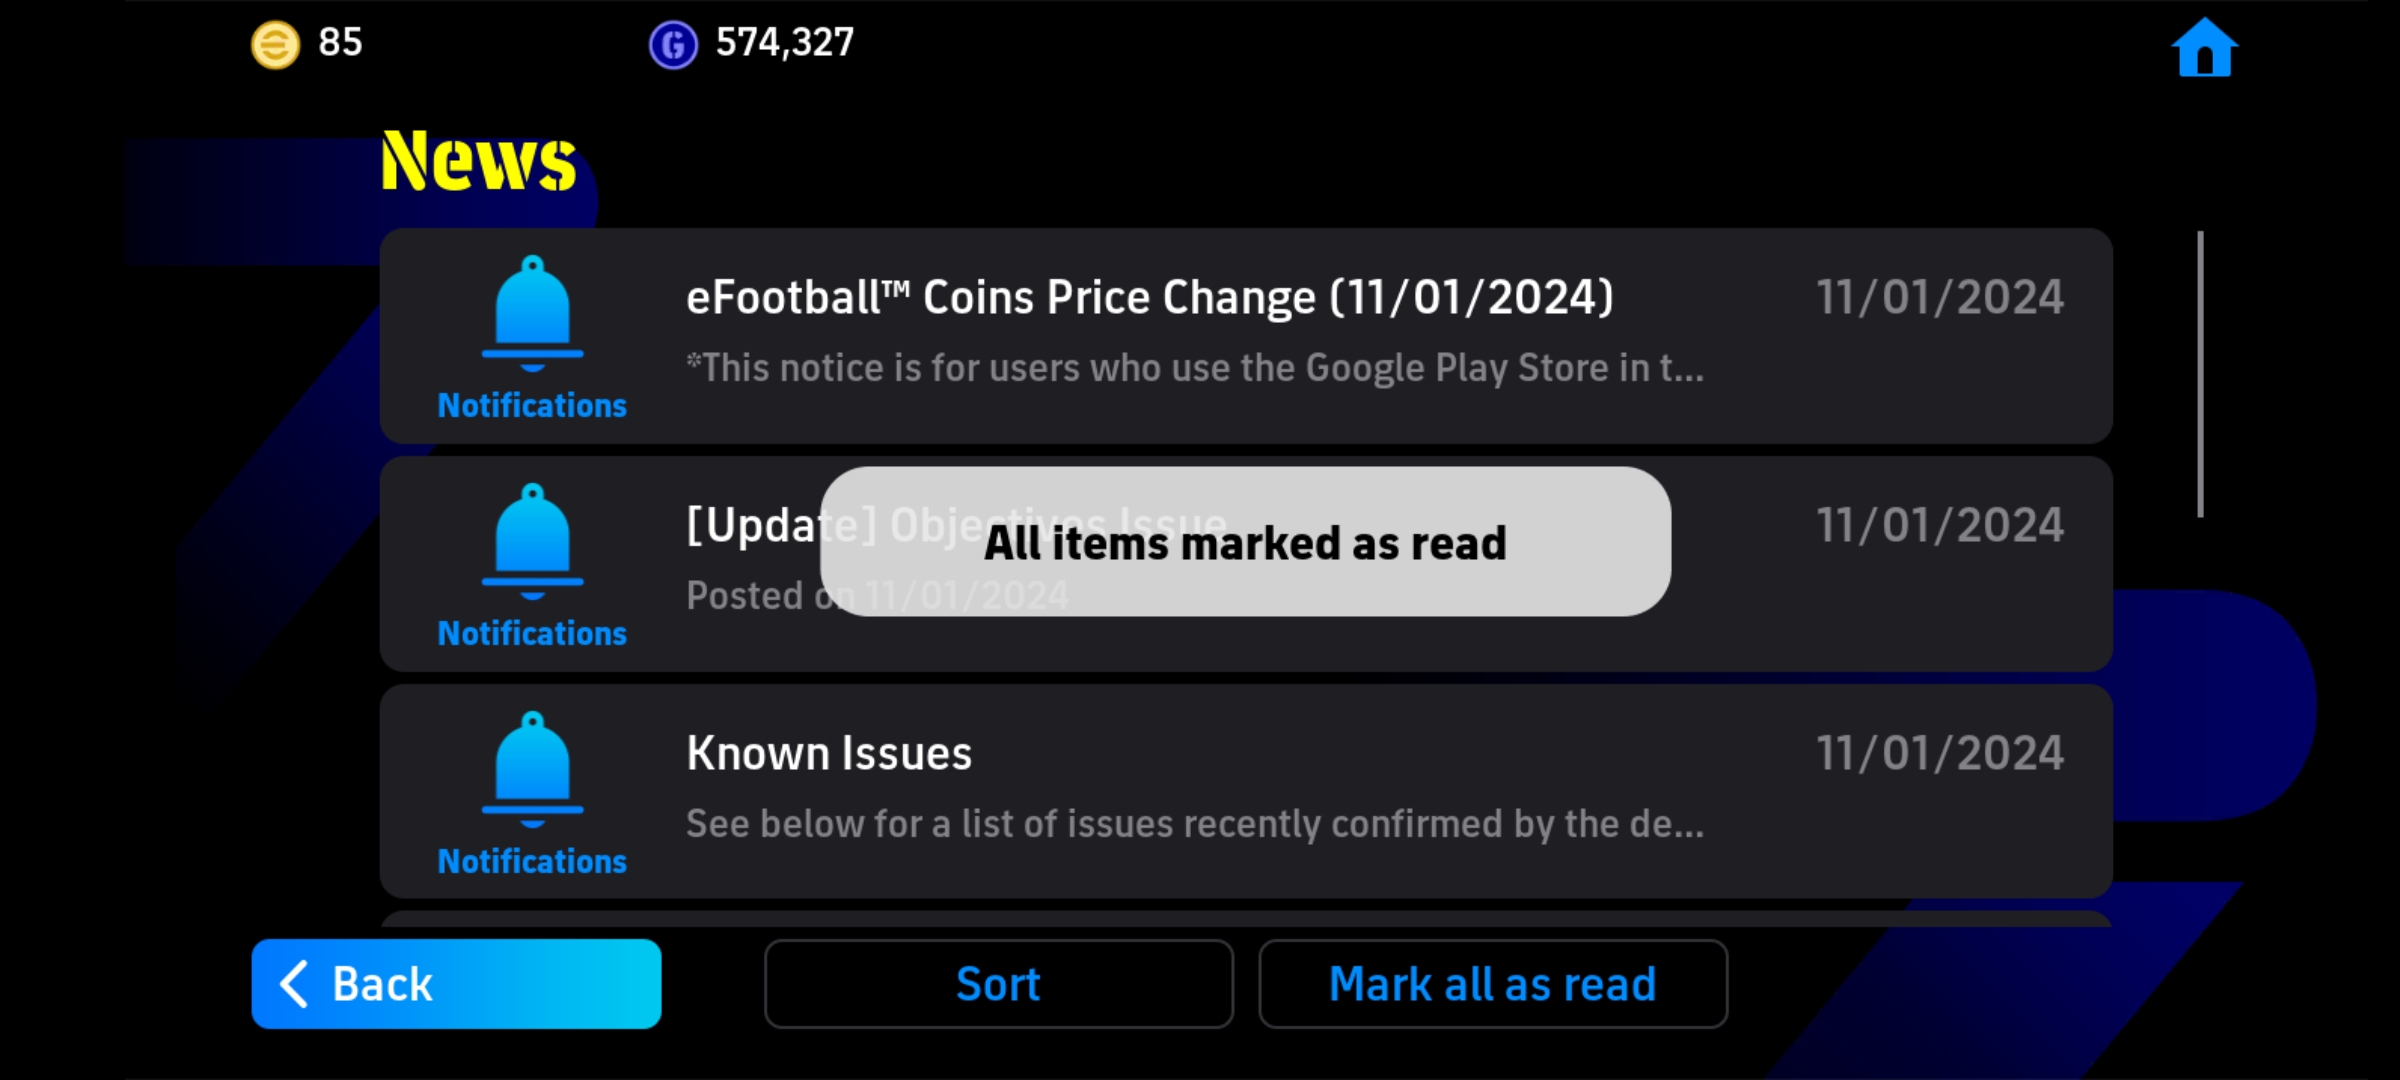 85
574,327
News
eFootball™ Coins Price Change (11/01/2024)
11/01/2024
*This notice is for users who use the Google Play Store in t...
Notifications
[Update] Objectives Issue
11/01/2024
All items marked as read
Posted on 11/01/2024
Notifications
Known Issues
11/01/2024
See below for a list of issues recently confirmed by the de...
Notifications
Back
Sort
Mark all as read